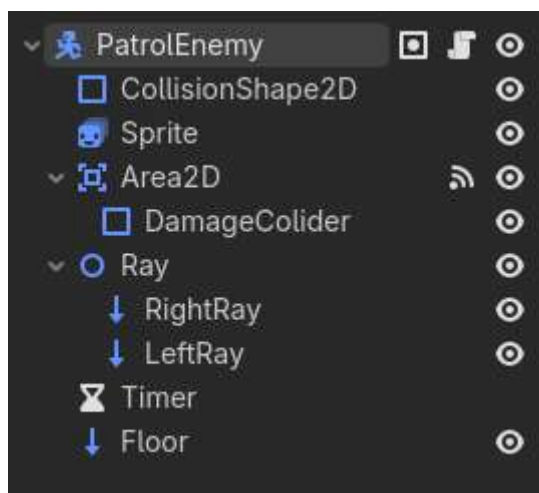 PatrolEnemy
CollisionShape2D
Sprite
Area2D
DamageColider
Ray
RightRay
LeftRay
Timer
Floor